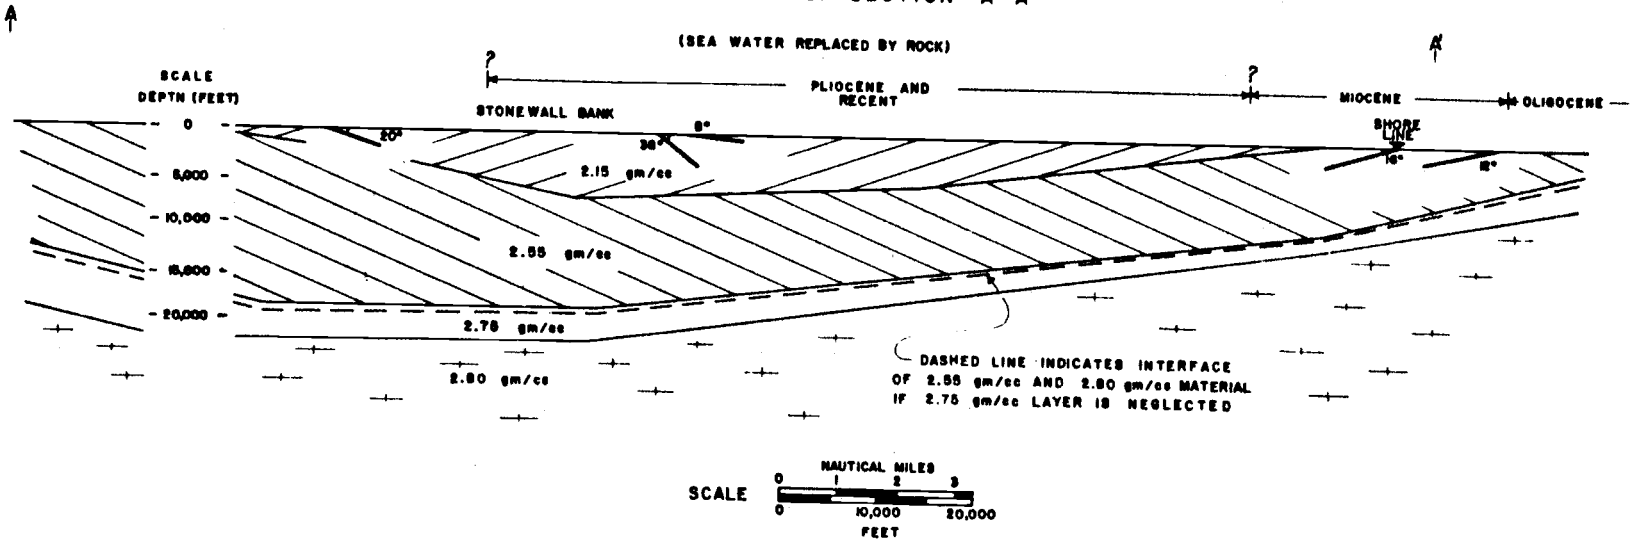 A
(SEA WATER REPLACED BY ROCK)
A'
SCALE
DEPTH (FEET)
?
PLIOCENE AND
RECENT
?
MIOCENE
OLIGOCENE
STONEWALL BANK
SHORE
LINE
0
20°
36°
2.15 gm/cc
16°
12°
5,000
10,000
2.55 gm/cc
15,000
20,000
2.75 gm/cc
2.80 gm/cc
DASHED LINE INDICATES INTERFACE
OF 2.55 gm/cc AND 2.80 gm/cc MATERIAL
IF 2.75 gm/cc LAYER IS NEGLECTED
NAUTICAL MILES
0 1 2 3
SCALE
0 10,000 20,000
FEET